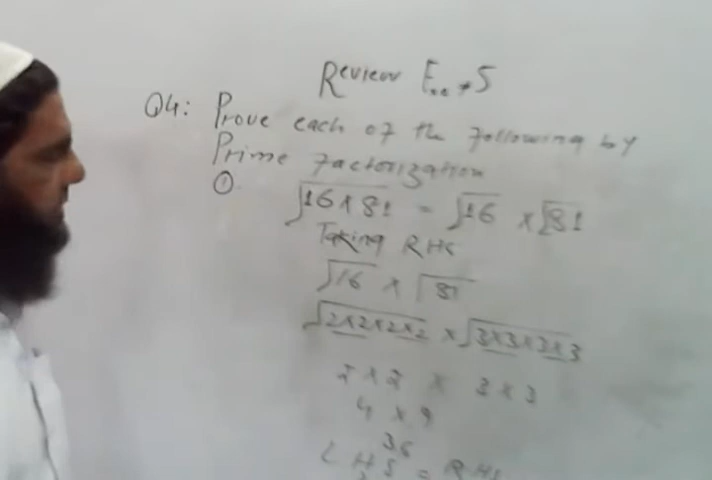 Review Exe # 5
Q4: Prove each of the following by
Prime factorization
① √16×81 = √16 × √81
Taking RHS
√16 × √81
√2×2×2×2 × √3×3×3×3
2 × 2 × 3 × 3
4 × 9
36
LHS = RHS